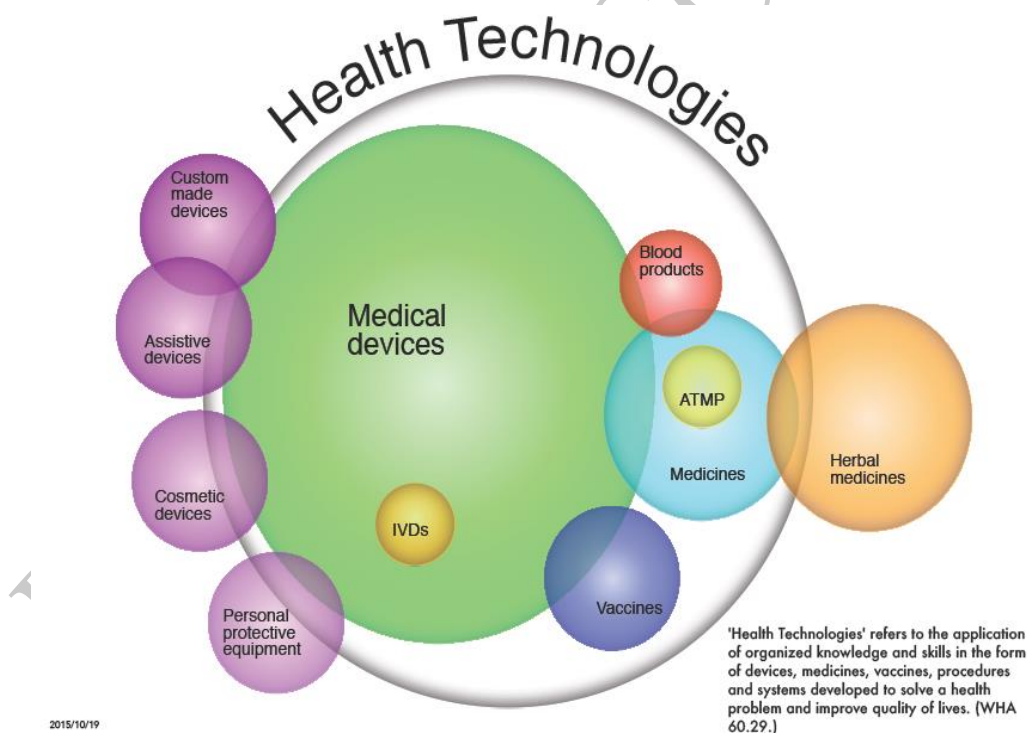 Health Technologies
Custom
made
devices
Assistive
devices
Cosmetic
devices
Personal
protective
equipment
Medical
devices
IVDs
Blood
products
ATMP
Medicines
Vaccines
Herbal
medicines
'Health Technologies' refers to the application
of organized knowledge and skills in the form
of devices, medicines, vaccines, procedures
and systems developed to solve a health
problem and improve quality of lives. (WHA
60.29.)
2015/10/19